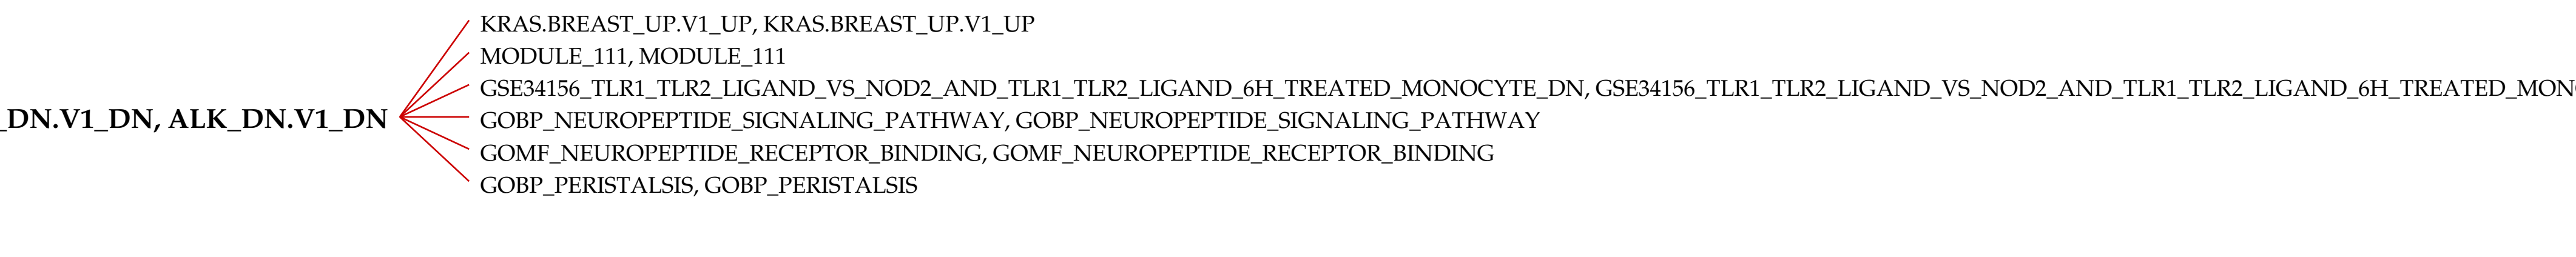 KRAS.BREAST_UP.V1_UP, KRAS.BREAST_UP.V1_UP
MODULE_111, MODULE_111
GSE34156_TLR1_TLR2_LIGAND_VS_NOD2_AND_TLR1_TLR2_LIGAND_6H_TREATED_MONOCYTE_DN, GSE34156_TLR1_TLR2_LIGAND_VS_NOD2_AND_TLR1_TLR2_LIGAND_6H_TREATED_MON
_DN.V1_DN, ALK_DN.V1_DN
GOBP_NEUROPEPTIDE_SIGNALING_PATHWAY, GOBP_NEUROPEPTIDE_SIGNALING_PATHWAY
GOMF_NEUROPEPTIDE_RECEPTOR_BINDING, GOMF_NEUROPEPTIDE_RECEPTOR_BINDING
GOBP_PERISTALSIS, GOBP_PERISTALSIS